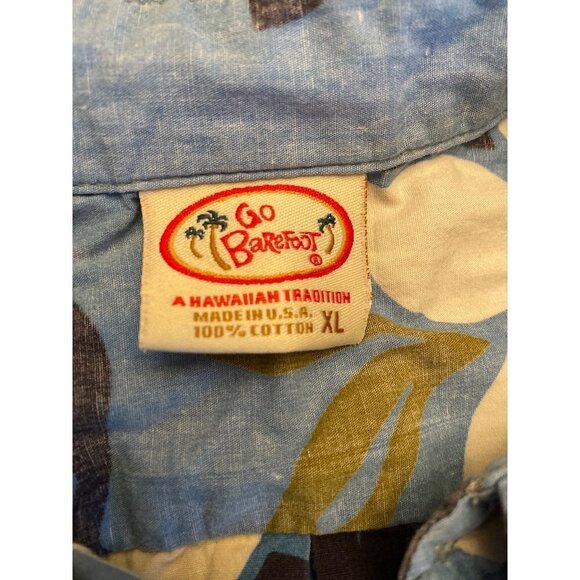 Go
Barefoot®
A HAWAIIAN TRADITION
MADE IN U.S.A.
100% COTTON XL